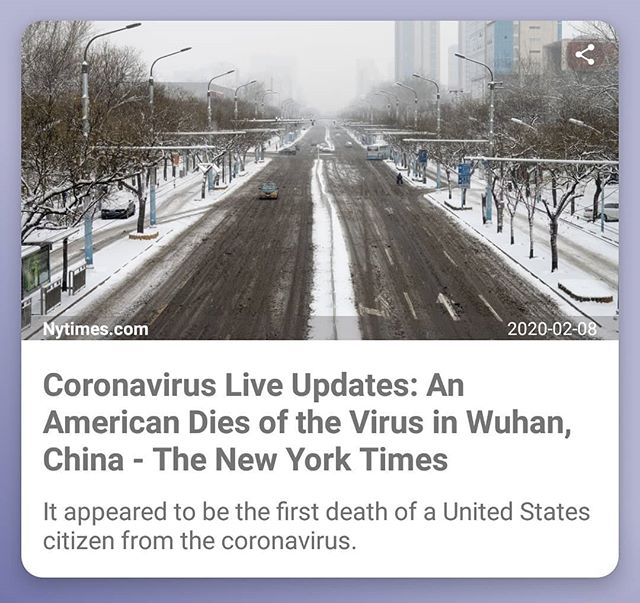 Nytimes.com
2020-02-08
Coronavirus Live Updates: An
American Dies of the Virus in Wuhan,
China - The New York Times
It appeared to be the first death of a United States
citizen from the coronavirus.